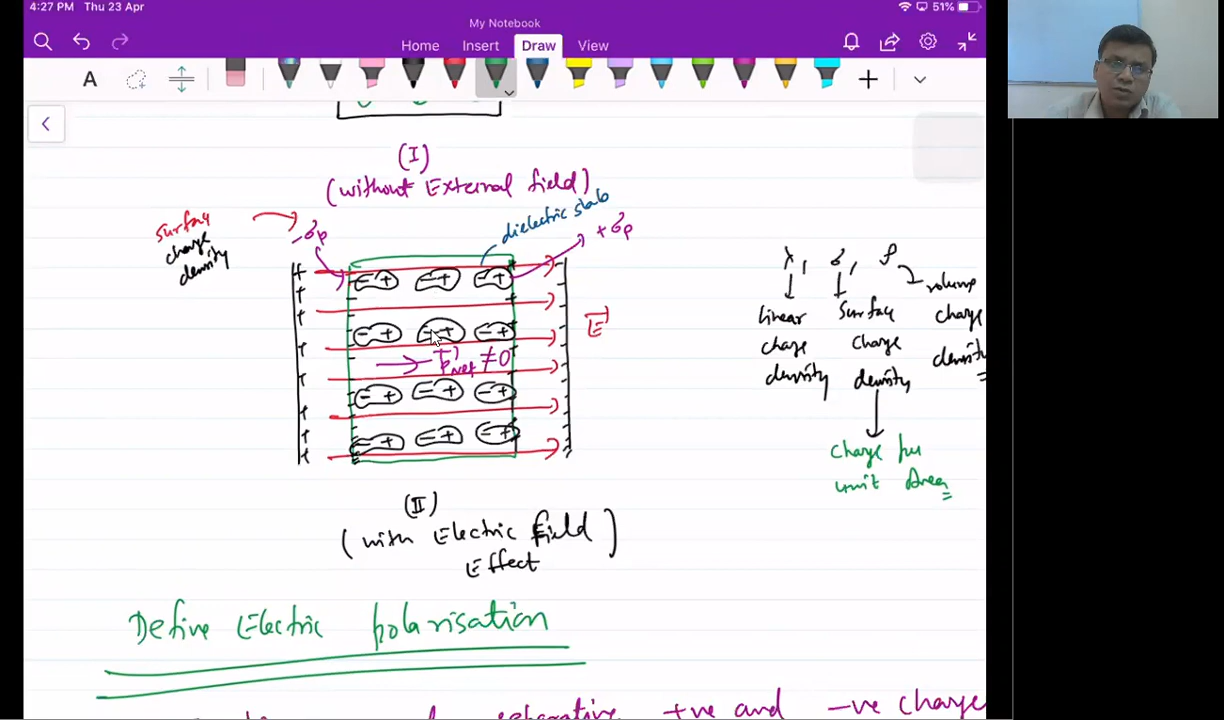 4:27 PM Thu 23 Apr
51%
My Notebook
Home Insert Draw View
A
(I)
(without External field)
surface
charge
density
-σp
dielectric slab
+σp
E
Pnet ≠0
λ, σ, ρ
linear
charge
density
surface
charge
density
volume
charge
density
charge per
unit Area
(II)
(with Electric field)
Effect
Define Electric polarisation
+ve and -ve charge